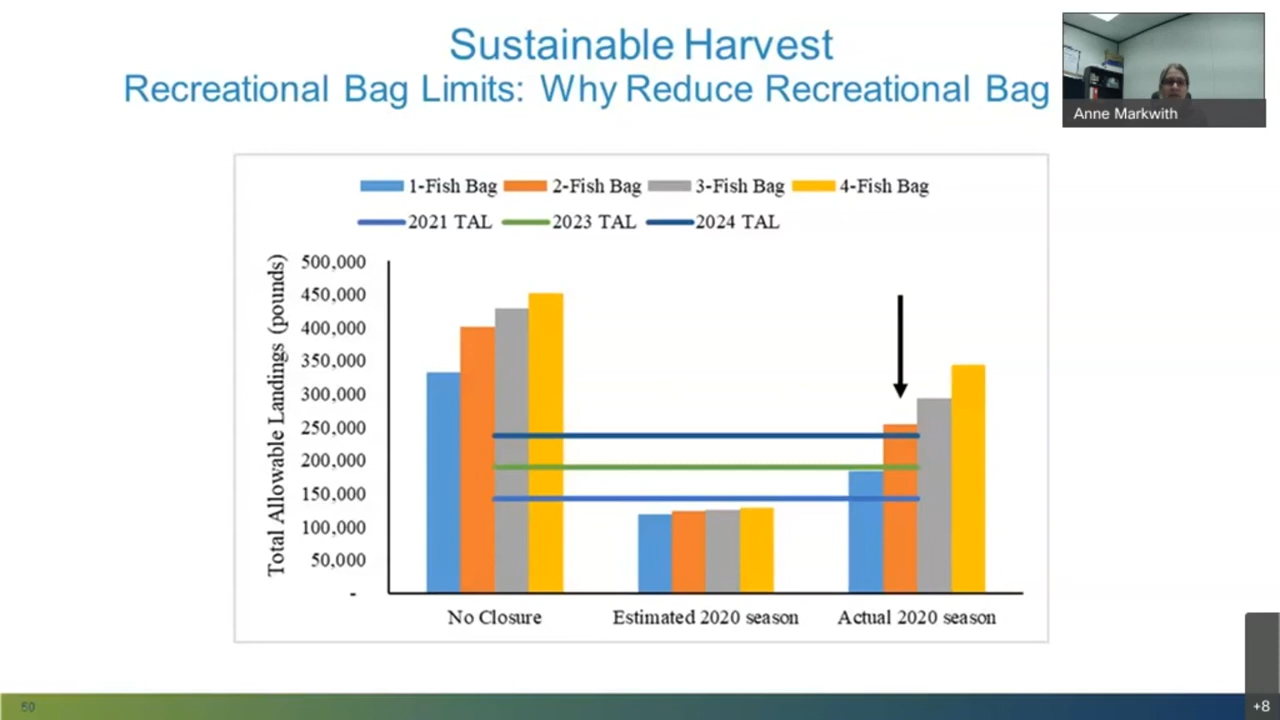 Sustainable Harvest
Recreational Bag Limits: Why Reduce Recreational Bag
Anne Markwith
1-Fish Bag 2-Fish Bag 3-Fish Bag 4-Fish Bag
2021 TAL 2023 TAL 2024 TAL
Total Allowable Landings (pounds)
500,000
450,000
400,000
350,000
300,000
250,000
200,000
150,000
100,000
50,000
-
No Closure Estimated 2020 season Actual 2020 season
50
+8